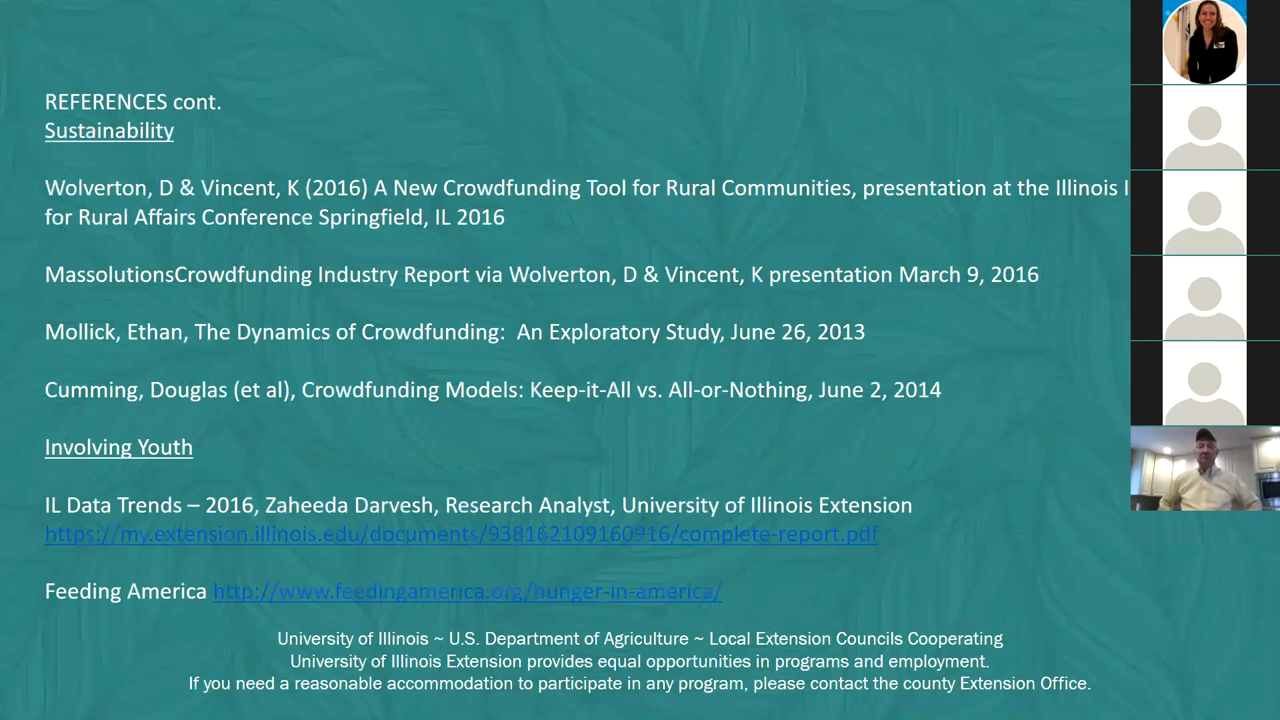 REFERENCES cont.
Sustainability
Wolverton, D & Vincent, K (2016) A New Crowdfunding Tool for Rural Communities, presentation at the Illinois I
for Rural Affairs Conference Springfield, IL 2016
MassolutionsCrowdfunding Industry Report via Wolverton, D & Vincent, K presentation March 9, 2016
Mollick, Ethan, The Dynamics of Crowdfunding:  An Exploratory Study, June 26, 2013
Cumming, Douglas (et al), Crowdfunding Models: Keep-it-All vs. All-or-Nothing, June 2, 2014
Involving Youth
IL Data Trends – 2016, Zaheeda Darvesh, Research Analyst, University of Illinois Extension
https://my.extension.illinois.edu/documents/938162109160916/complete-report.pdf
Feeding America http://www.feedingamerica.org/hunger-in-america/
University of Illinois ~ U.S. Department of Agriculture ~ Local Extension Councils Cooperating
University of Illinois Extension provides equal opportunities in programs and employment.
If you need a reasonable accommodation to participate in any program, please contact the county Extension Office.